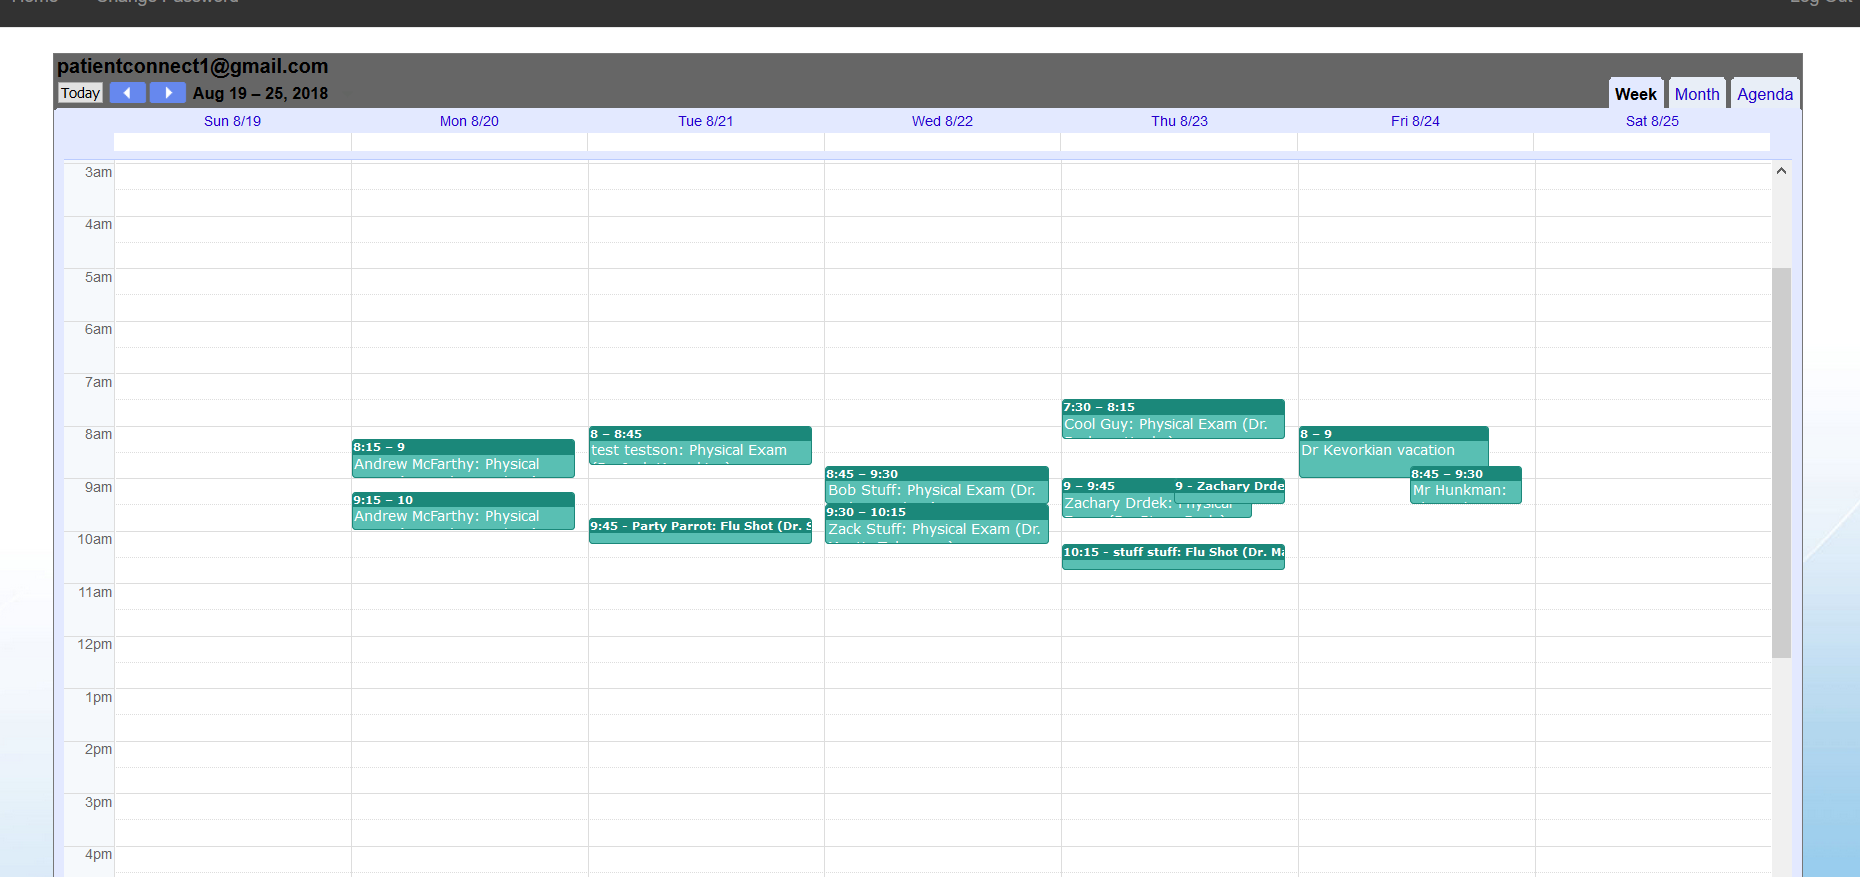 Home Change Password Log Out
patientconnect1@gmail.com
Today Aug 19 – 25, 2018
Week Month Agenda
Sun 8/19 Mon 8/20 Tue 8/21 Wed 8/22 Thu 8/23 Fri 8/24 Sat 8/25
3am
4am
5am
6am
7am
8am
9am
10am
11am
12pm
1pm
2pm
3pm
4pm
8:15 – 9
Andrew McFarthy: Physical
9:15 – 10
Andrew McFarthy: Physical
8 – 8:45
test testson: Physical Exam
9:45 - Party Parrot: Flu Shot (Dr. S
8:45 – 9:30
Bob Stuff: Physical Exam (Dr.
9:30 – 10:15
Zack Stuff: Physical Exam (Dr.
7:30 – 8:15
Cool Guy: Physical Exam (Dr.
9 – 9:45
Zachary Drdek: Physical
9 - Zachary Drde
10:15 - stuff stuff: Flu Shot (Dr. Ma
8 – 9
Dr Kevorkian vacation
8:45 – 9:30
Mr Hunkman: